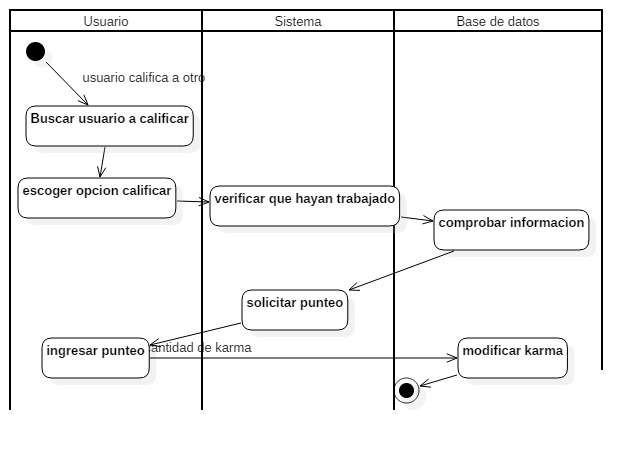 Usuario
Sistema
Base de datos
usuario califica a otro
Buscar usuario a calificar
escoger opcion calificar
verificar que hayan trabajado
comprobar informacion
solicitar punteo
ingresar punteo
antidad de karma
modificar karma